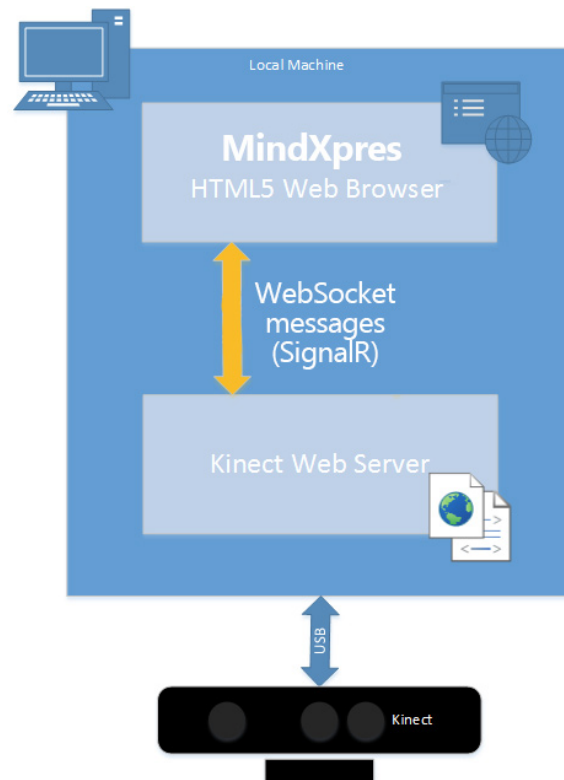 Local Machine
MindXpres
HTML5 Web Browser
WebSocket
messages
(SignalR)
Kinect Web Server
USB
Kinect